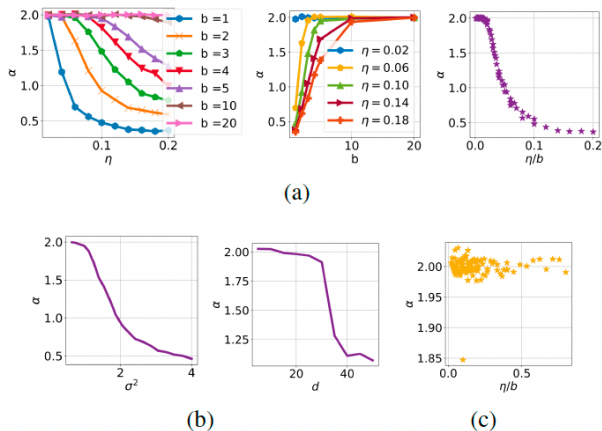 2.0
1.5
1.0
0.5
α
0.1
0.2
η
b =1
b =2
b =3
b =4
b =5
b =10
b =20
2.0
1.5
1.0
0.5
α
0
10
20
b
η = 0.02
η = 0.06
η = 0.10
η = 0.14
η = 0.18
2.0
1.5
1.0
0.5
α
0.0
0.1
0.2
η/b
(a)
2.0
1.5
1.0
0.5
α
2
4
σ²
2.00
1.75
1.50
1.25
α
20
40
d
2.00
1.95
1.90
1.85
α
0.0
0.5
η/b
(b)
(c)